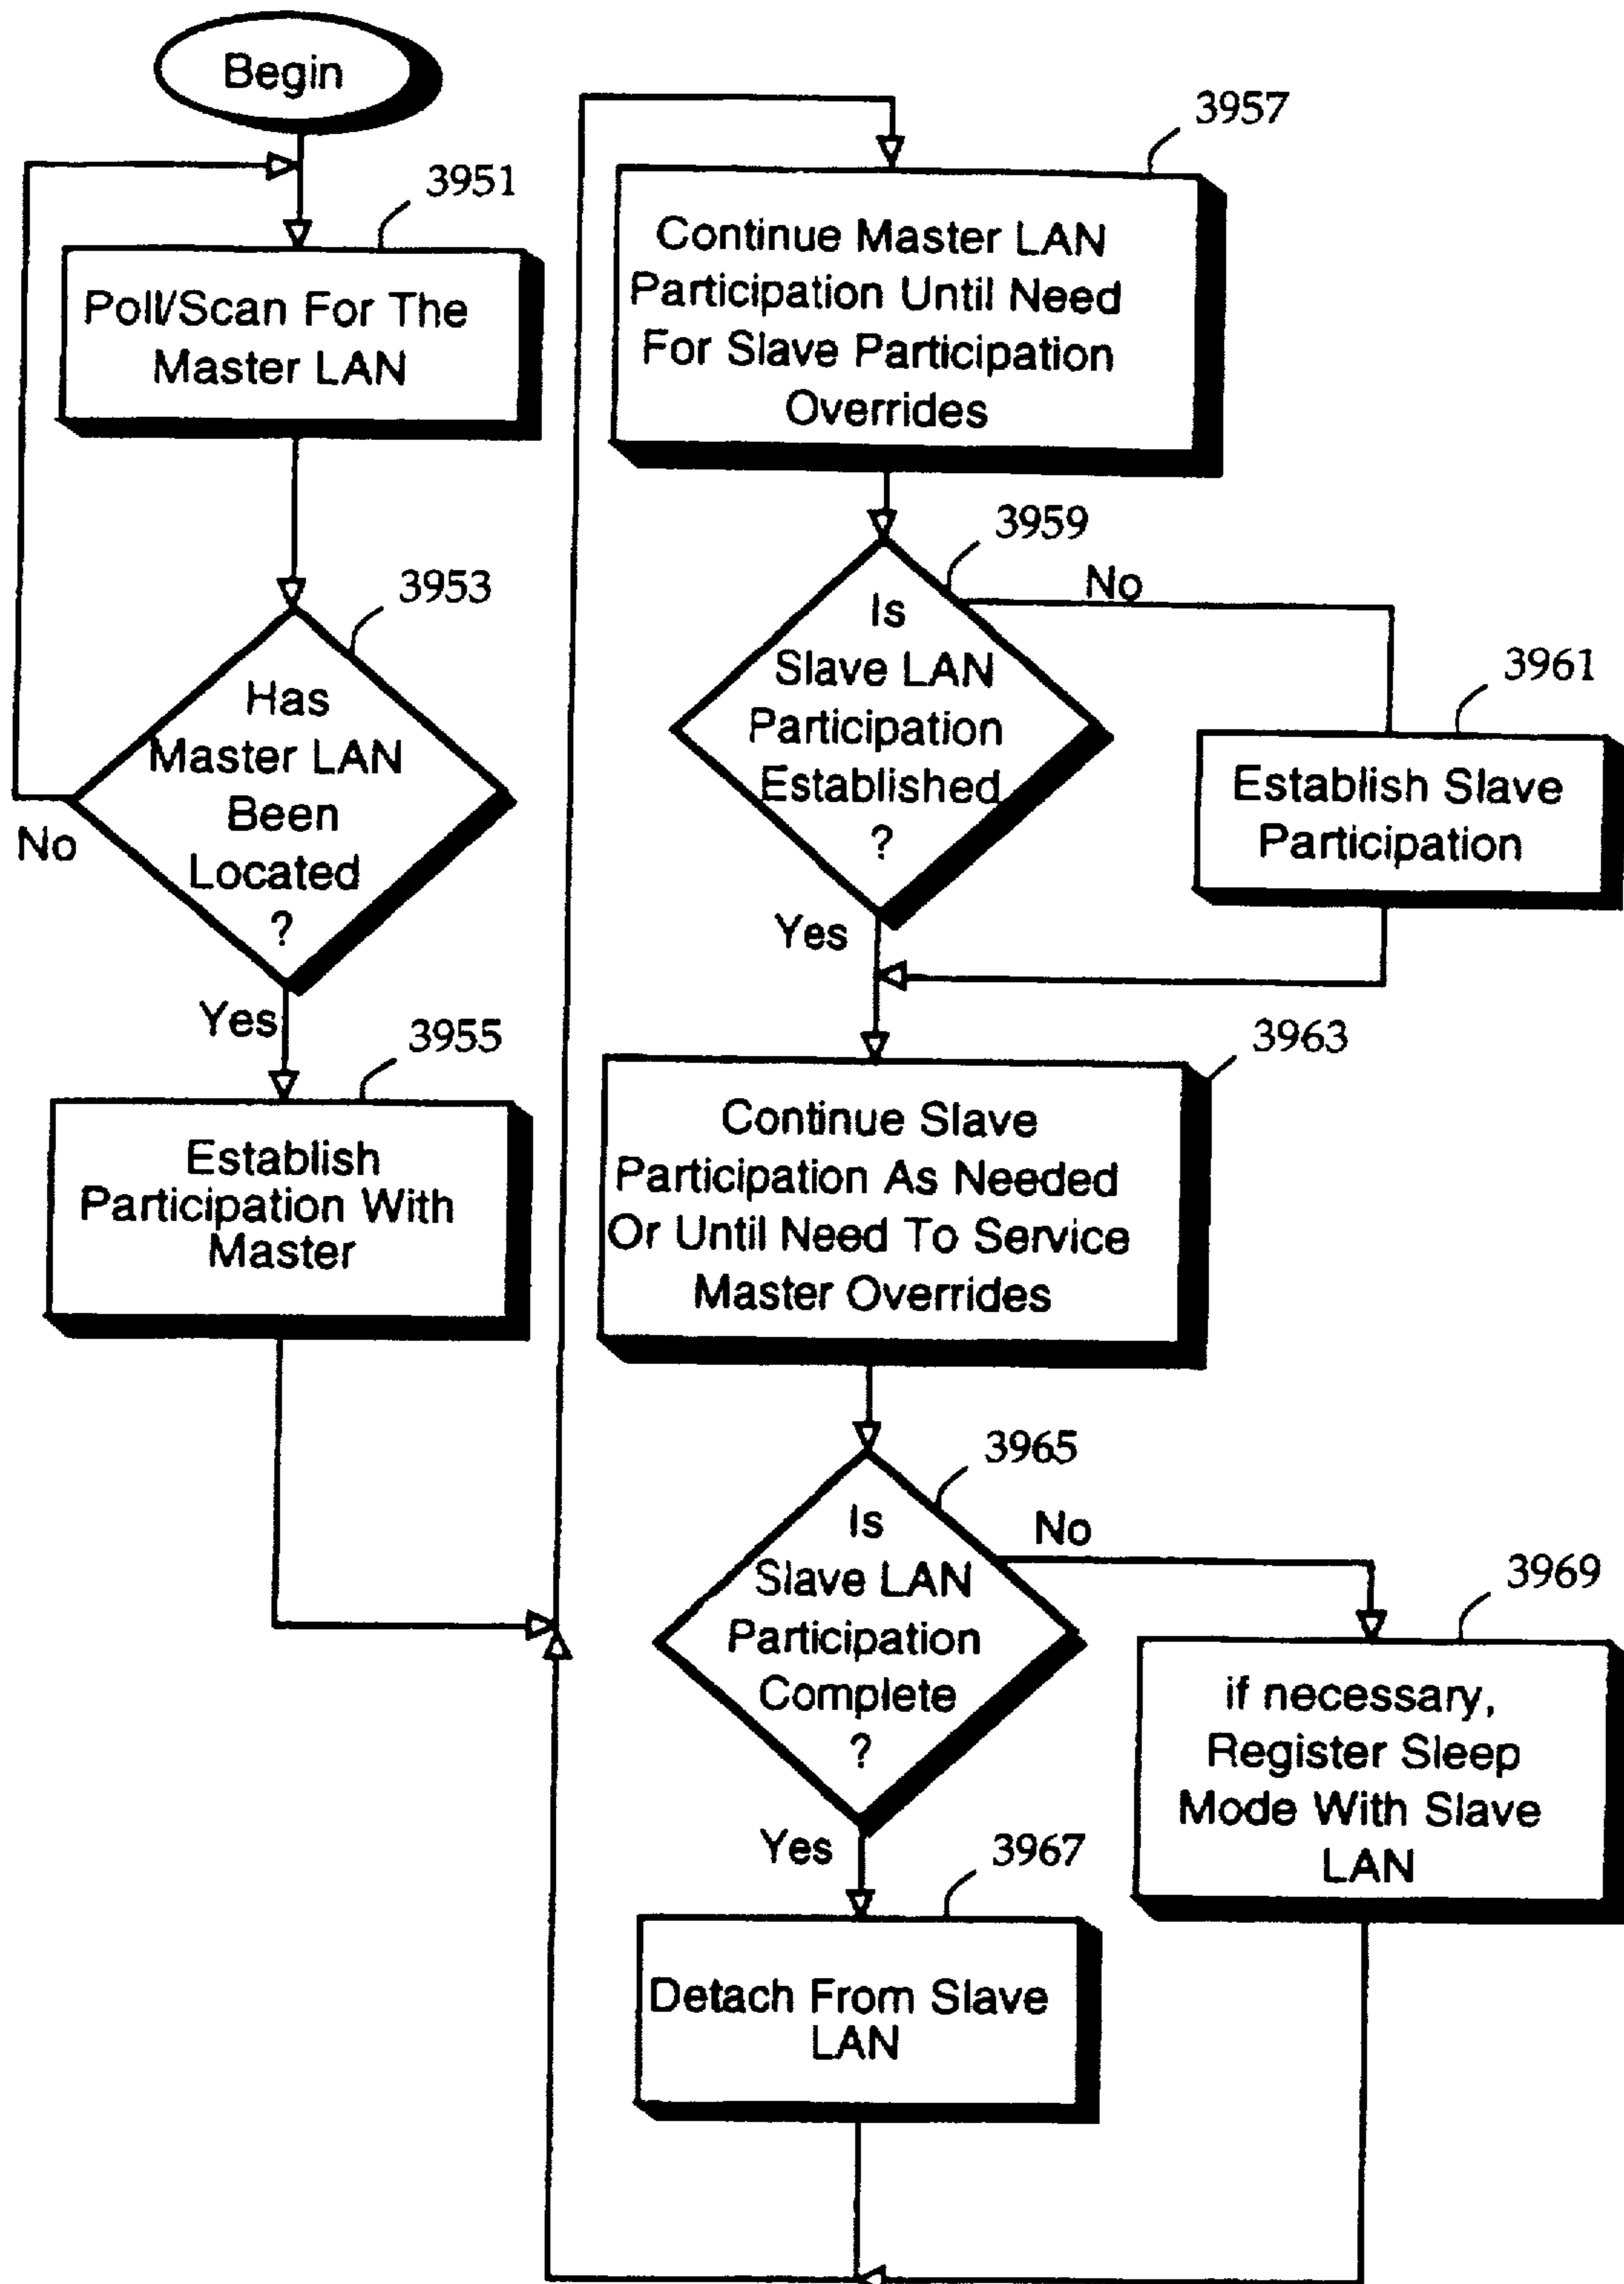 Begin
3951
Poll/Scan For The
Master LAN
3953
Has
Master LAN
Been
Located
?
No
Yes
3955
Establish
Participation With
Master
3957
Continue Master LAN
Participation Until Need
For Slave Participation
Overrides
3959
Is
Slave LAN
Participation
Established
?
No
Yes
3961
Establish Slave
Participation
3963
Continue Slave
Participation As Needed
Or Until Need To Service
Master Overrides
3965
Is
Slave LAN
Participation
Complete
?
No
Yes
3969
if necessary,
Register Sleep
Mode With Slave
LAN
3967
Detach From Slave
LAN